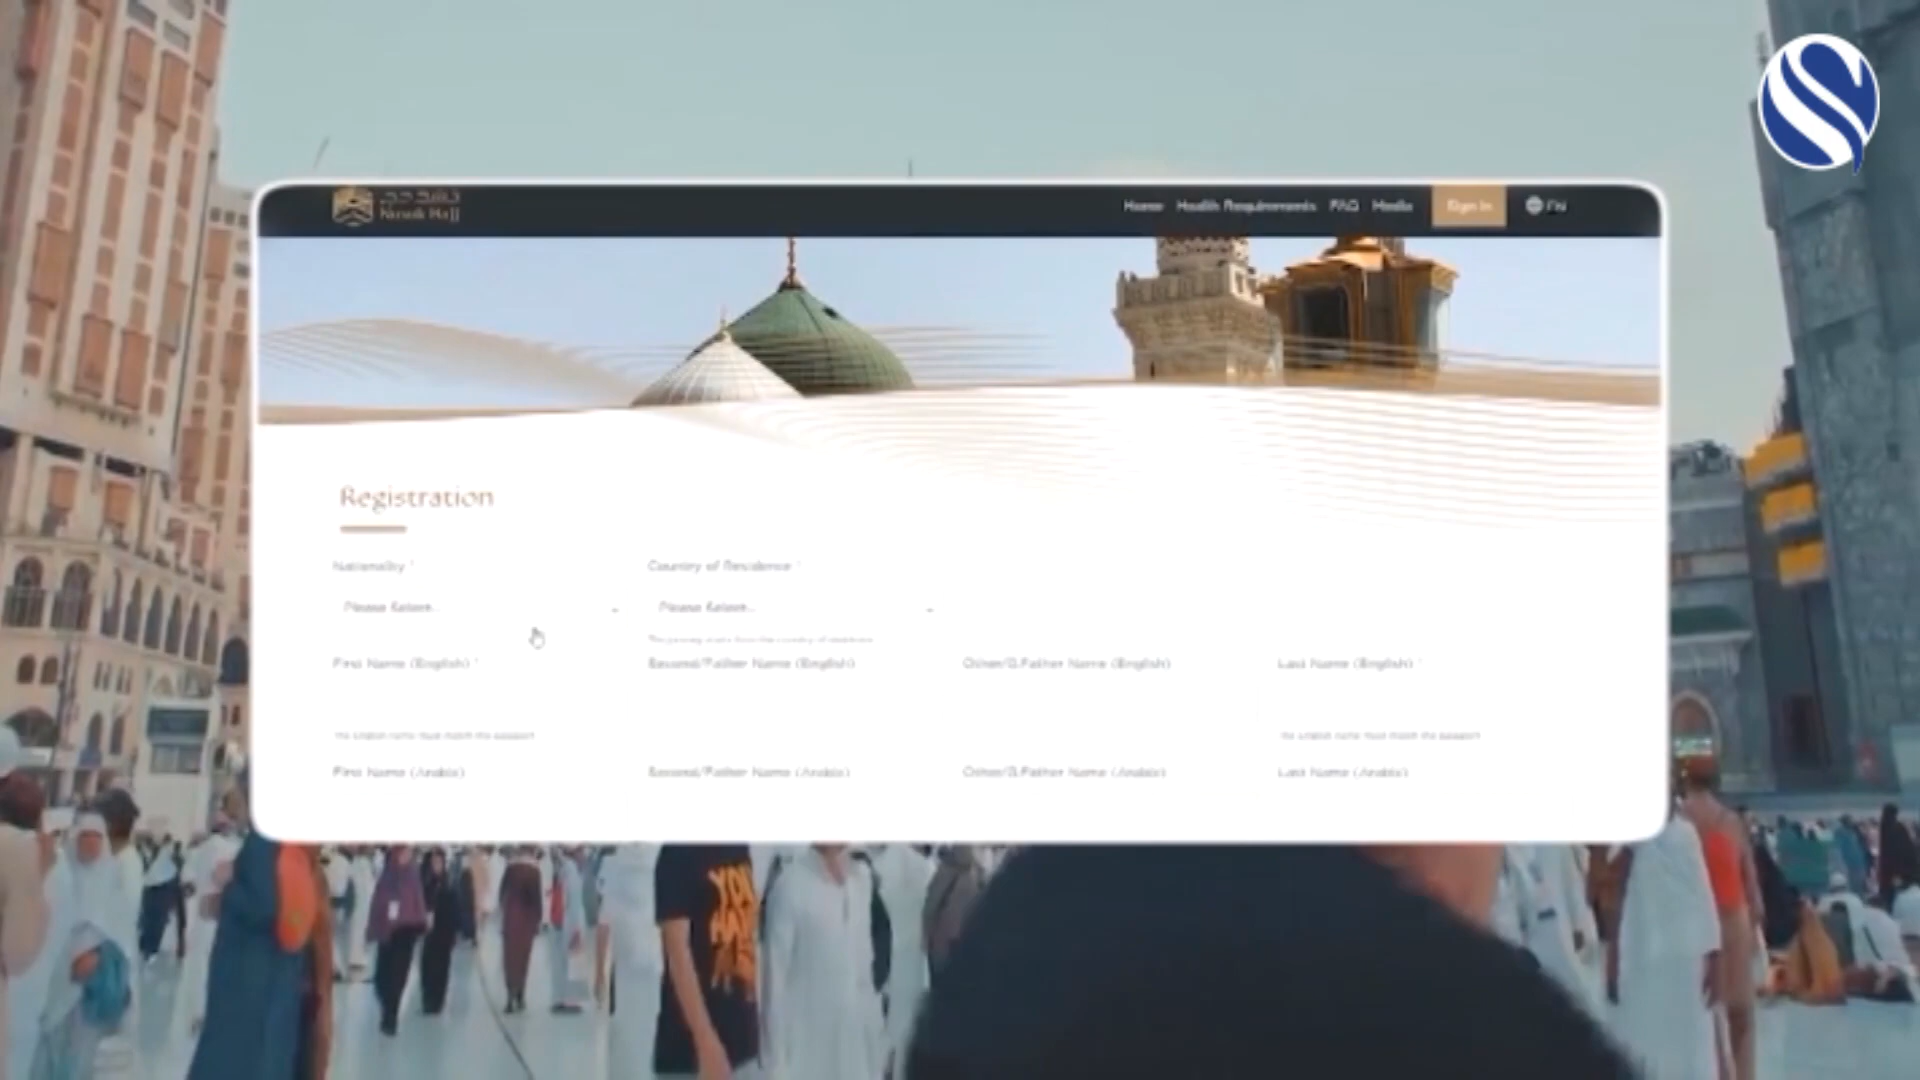 نسك حج
Nusuk Hajj
Home Health Requirements FAQ Media Sign In EN
Registration
Nationality * Country of Residence *
Please Select... Please Select...
The journey starts from the country of residence
First Name (English) * Second/Father Name (English) Other/G.Father Name (English) Last Name (English) *
The English name must match the passport The English name must match the passport
First Name (Arabic) Second/Father Name (Arabic) Other/G.Father Name (Arabic) Last Name (Arabic)
YOU